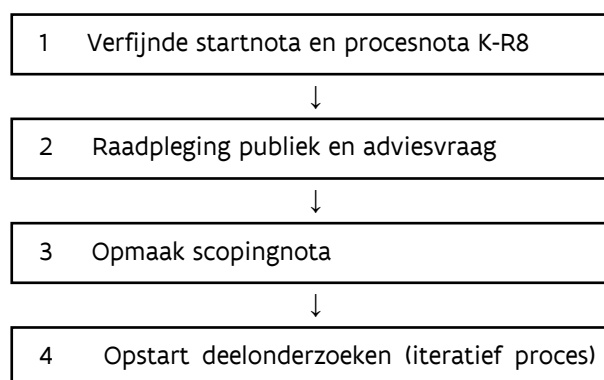 1 Verfijnde startnota en procesnota K-R8
↓
2 Raadpleging publiek en adviesvraag
↓
3 Opmaak scopingnota
↓
4 Opstart deelonderzoeken (iteratief proces)